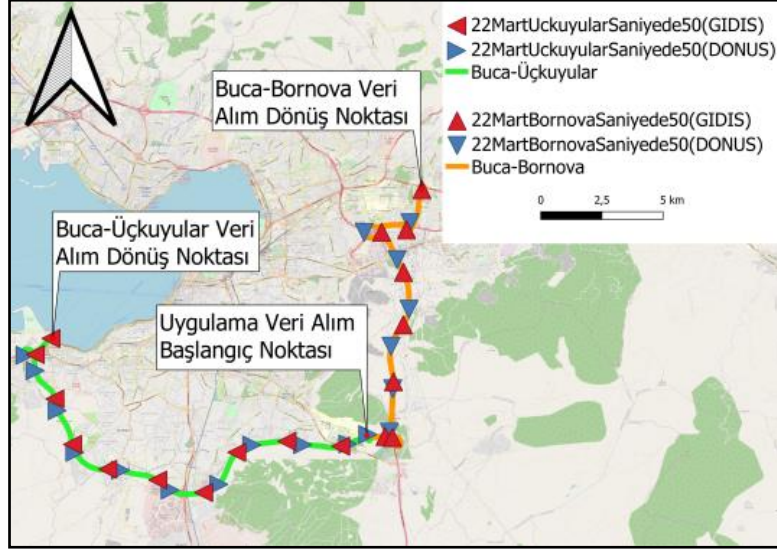 22MartUckuyularSaniyede50(GIDIS)
22MartUckuyularSaniyede50(DONUS)
Buca-Üçkuyular
22MartBornovaSaniyede50(GIDIS)
22MartBornovaSaniyede50(DONUS)
Buca-Bornova
0 2,5 5 km
Buca-Bornova Veri
Alım Dönüş Noktası
Buca-Üçkuyular Veri
Alım Dönüş Noktası
Uygulama Veri Alım
Başlangıç Noktası